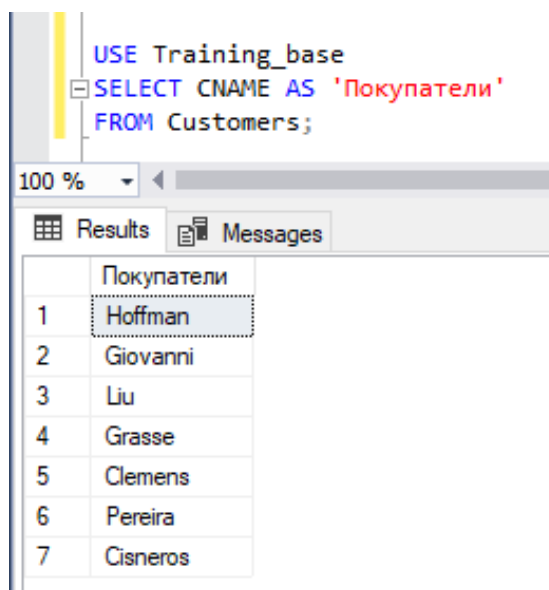 USE Training_base
SELECT CNAME AS 'Покупатели'
FROM Customers;
100 %
Results Messages
Покупатели
1 Hoffman
2 Giovanni
3 Liu
4 Grasse
5 Clemens
6 Pereira
7 Cisneros